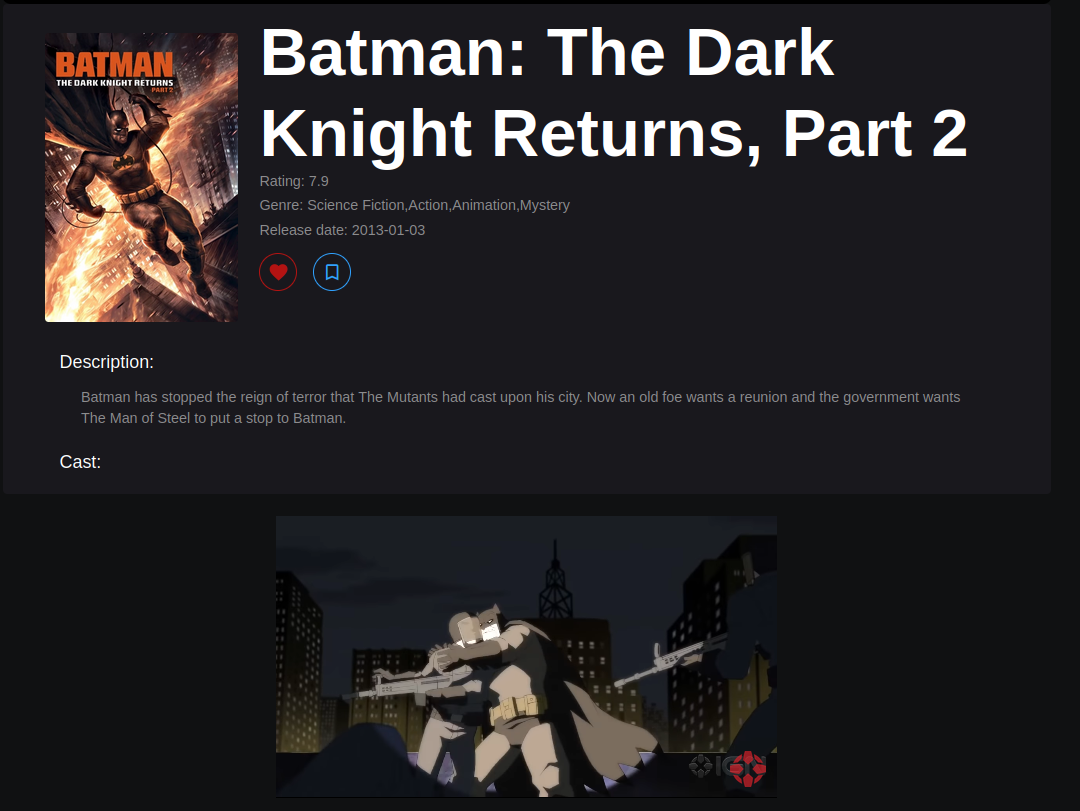 BATMAN
THE DARK KNIGHT RETURNS
PART 2
Batman: The Dark
Knight Returns, Part 2
Rating: 7.9
Genre: Science Fiction,Action,Animation,Mystery
Release date: 2013-01-03
Description:
Batman has stopped the reign of terror that The Mutants had cast upon his city. Now an old foe wants a reunion and the government wants
The Man of Steel to put a stop to Batman.
Cast:
IGN